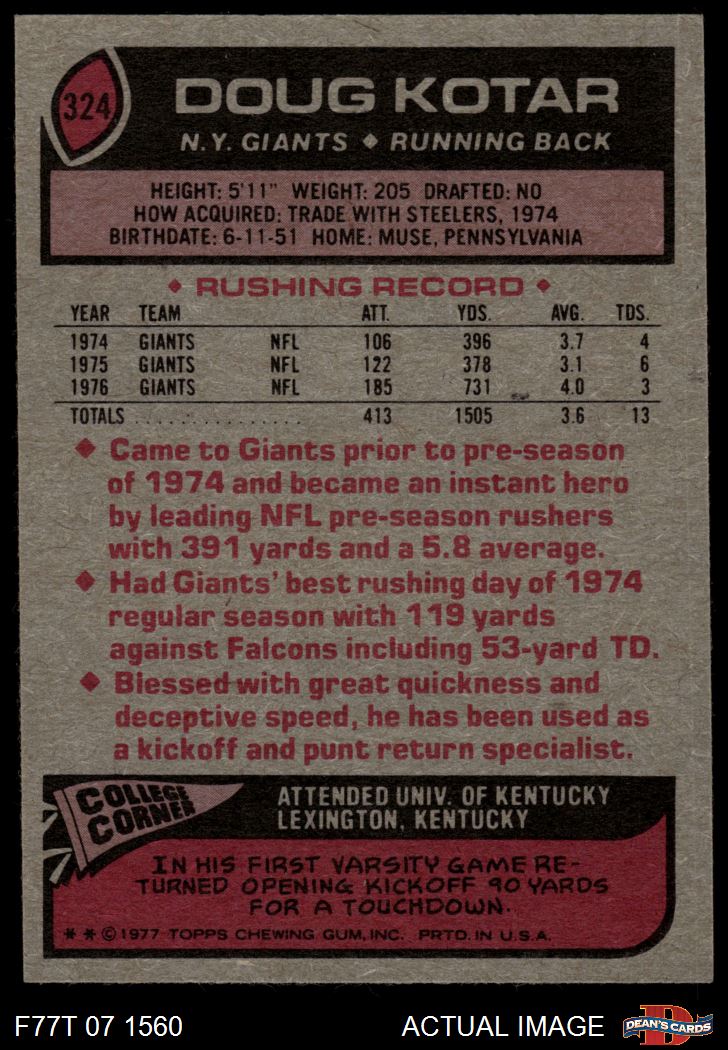 324
DOUG KOTAR
N.Y. GIANTS ♦ RUNNING BACK
HEIGHT: 5'11" WEIGHT: 205 DRAFTED: NO
HOW ACQUIRED: TRADE WITH STEELERS, 1974
BIRTHDATE: 6-11-51 HOME: MUSE, PENNSYLVANIA
♦ RUSHING RECORD ♦
YEAR TEAM ATT. YDS. AVG. TDS.
1974 GIANTS NFL 106 396 3.7 4
1975 GIANTS NFL 122 378 3.1 6
1976 GIANTS NFL 185 731 4.0 3
TOTALS . . . . . . . . . . . . . . . . 413 1505 3.6 13
♦ Came to Giants prior to pre-season
of 1974 and became an instant hero
by leading NFL pre-season rushers
with 391 yards and a 5.8 average.
♦ Had Giants' best rushing day of 1974
regular season with 119 yards
against Falcons including 53-yard TD.
♦ Blessed with great quickness and
deceptive speed, he has been used as
a kickoff and punt return specialist.
COLLEGE
CORNER
ATTENDED UNIV. OF KENTUCKY
LEXINGTON, KENTUCKY
IN HIS FIRST VARSITY GAME RE-
TURNED OPENING KICKOFF 90 YARDS
FOR A TOUCHDOWN.
* * © 1977 TOPPS CHEWING GUM, INC. PRTD. IN U.S.A.
F77T 07 1560 ACTUAL IMAGE
D
DEAN'S CARDS